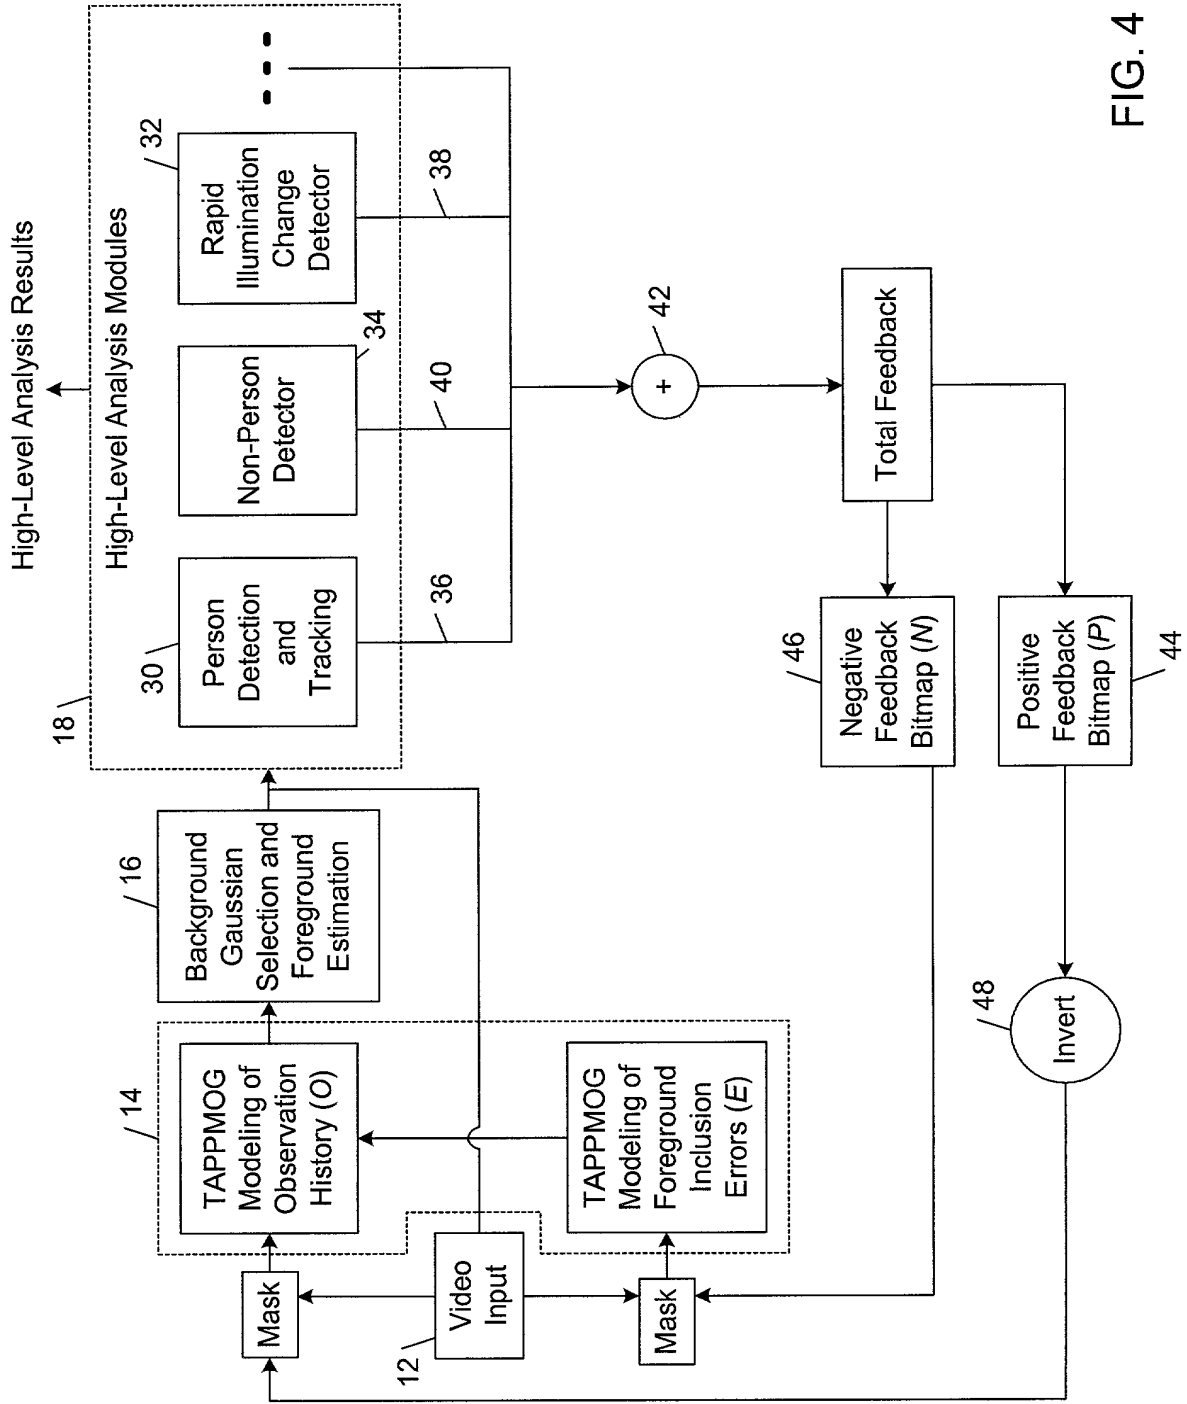 High-Level Analysis Results
18
High-Level Analysis Modules
30
Person
Detection
and
Tracking
Non-Person
Detector
34
32
Rapid
Illumination
Change
Detector
36
40
38
14
TAPPMOG
Modeling of
Observation
History (O)
16
Background
Gaussian
Selection and
Foreground
Estimation
Mask
12
Video
Input
Mask
TAPPMOG
Modeling of
Foreground
Inclusion
Errors (E)
+
42
Total Feedback
46
Negative
Feedback
Bitmap (N)
Positive
Feedback
Bitmap (P)
44
48
Invert
FIG. 4